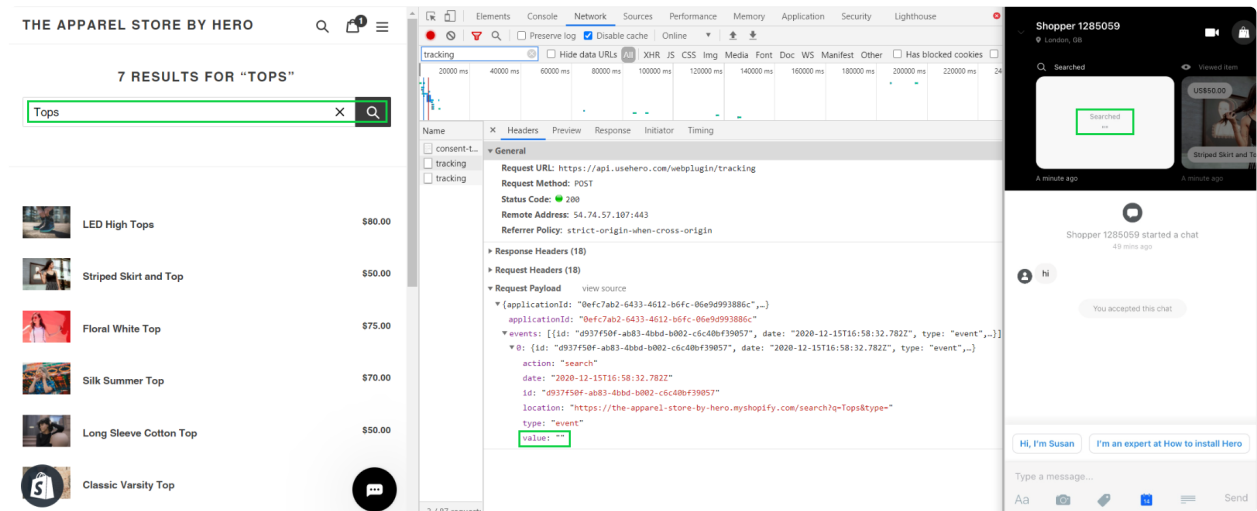 THE APPAREL STORE BY HERO
1
7 RESULTS FOR “TOPS”
Tops
LED High Tops
$80.00
Striped Skirt and Top
$50.00
Floral White Top
$75.00
Silk Summer Top
$70.00
Long Sleeve Cotton Top
$50.00
Classic Varsity Top
Elements Console Network Sources Performance Memory Application Security Lighthouse
Preserve log Disable cache Online
tracking
Hide data URLs All XHR JS CSS Img Media Font Doc WS Manifest Other Has blocked cookies
20000 ms 40000 ms 60000 ms 80000 ms 100000 ms 120000 ms 140000 ms 160000 ms 180000 ms 200000 ms 220000 ms 24
Name
consent-t...
tracking
tracking
Headers Preview Response Initiator Timing
General
Request URL: https://api.usehero.com/webplugin/tracking
Request Method: POST
Status Code: 200
Remote Address: 54.74.57.107:443
Referrer Policy: strict-origin-when-cross-origin
Response Headers (18)
Request Headers (18)
Request Payload view source
{applicationId: "0efc7ab2-6433-4612-b6fc-06e9d993886c",…}
applicationId: "0efc7ab2-6433-4612-b6fc-06e9d993886c"
events: [{id: "d937f50f-ab83-4bbd-b002-c6c40bf39057", date: "2020-12-15T16:58:32.782Z", type: "event",…}]
0: {id: "d937f50f-ab83-4bbd-b002-c6c40bf39057", date: "2020-12-15T16:58:32.782Z", type: "event",…}
action: "search"
date: "2020-12-15T16:58:32.782Z"
id: "d937f50f-ab83-4bbd-b002-c6c40bf39057"
location: "https://the-apparel-store-by-hero.myshopify.com/search?q=Tops&type="
type: "event"
value: ""
Shopper 1285059
London, GB
Searched
Viewed item
Searched
""
US$50.00
Striped Skirt and To
A minute ago
A minute ago
Shopper 1285059 started a chat
49 mins ago
hi
You accepted this chat
Hi, I'm Susan
I'm an expert at How to install Hero
Type a message...
Aa
14
Send